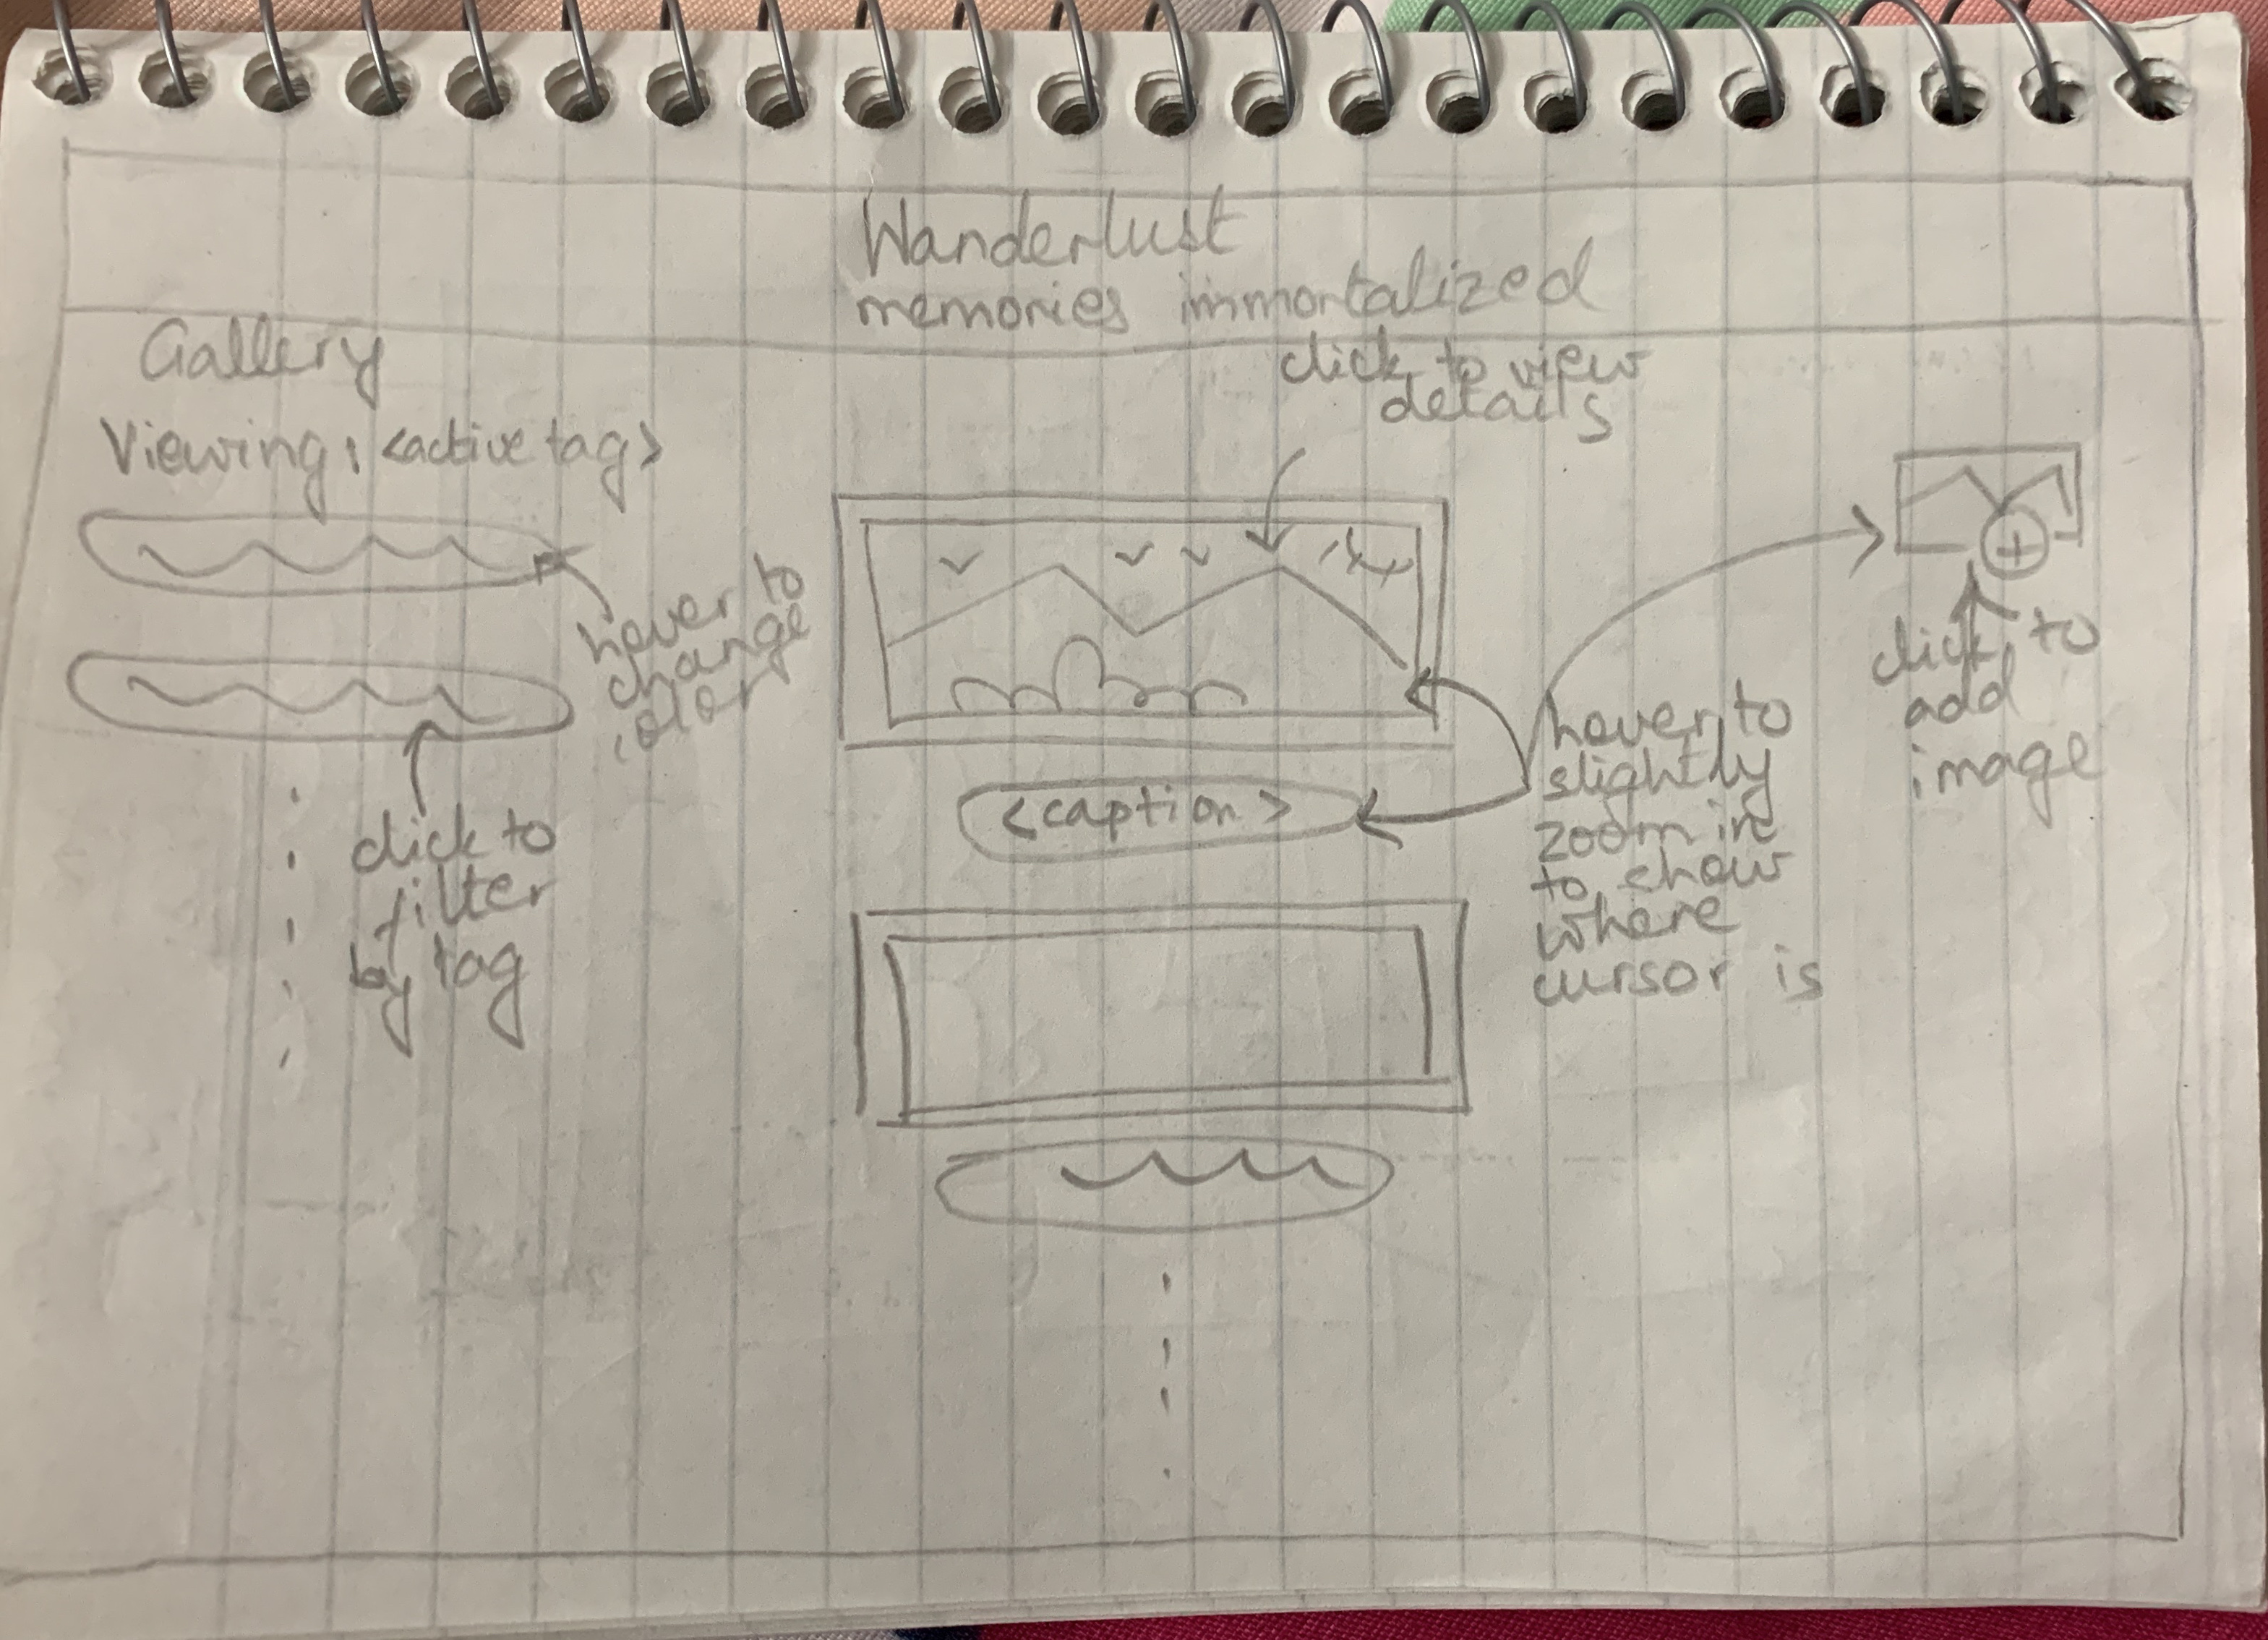 Wanderlust
memories immortalized
Gallery
Viewing: <active tag>
hover to
change
color
click to
filter
by tag
click to view
details
<caption>
hover to
slightly
zoom in
to show
where
cursor is
+
click to
add
image